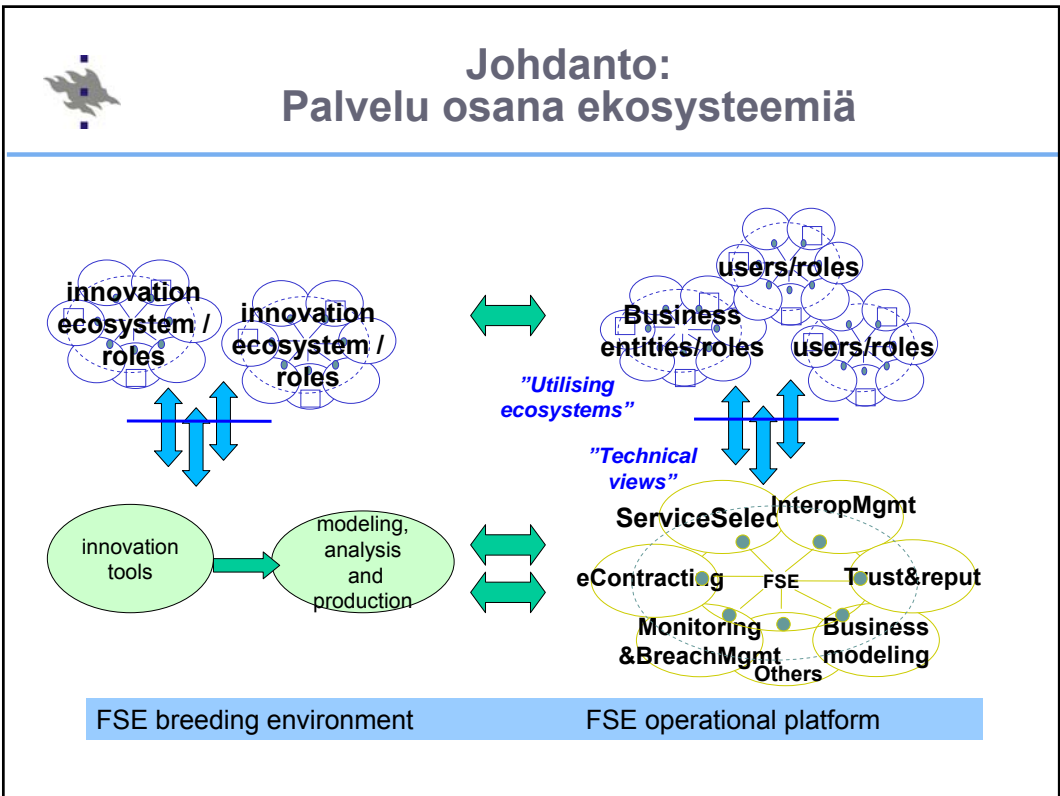 Johdanto:
Palvelu osana ekosysteemiä
innovation
ecosystem /
roles
innovation
ecosystem /
roles
users/roles
Business
entities/roles
users/roles
”Utilising
ecosystems”
”Technical
views”
innovation
tools
modeling,
analysis
and
production
ServiceSelec
InteropMgmt
eContracting
FSE
Trust&reput
Monitoring
&BreachMgmt
Others
Business
modeling
FSE breeding environment
FSE operational platform